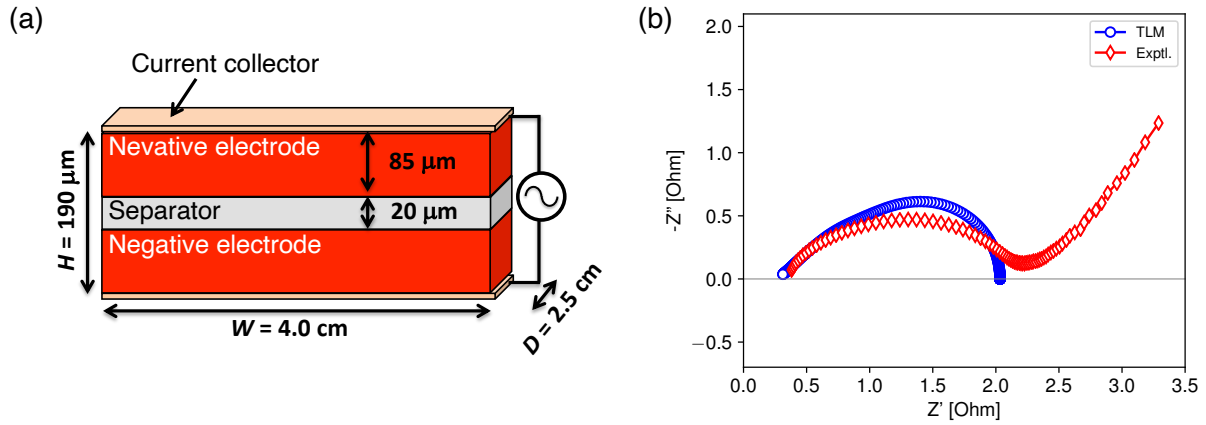 (a)
Current collector
Nevative electrode
85 μm
Separator
20 μm
Negative electrode
H = 190 μm
W = 4.0 cm
D = 2.5 cm
(b)
TLM
Exptl.
2.0
1.5
1.0
0.5
0.0
−0.5
-Z'' [Ohm]
0.0 0.5 1.0 1.5 2.0 2.5 3.0 3.5
Z' [Ohm]